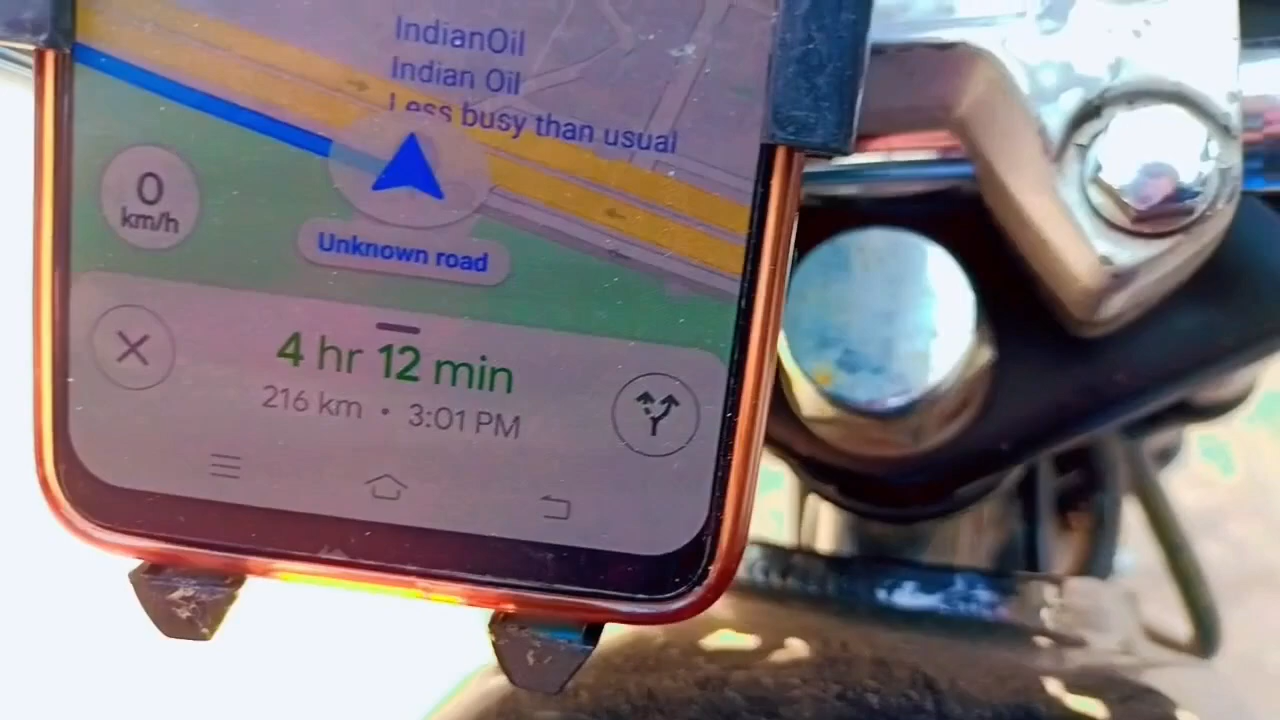 IndianOil
Indian Oil
Less busy than usual
0
km/h
Unknown road
4 hr 12 min
216 km • 3:01 PM